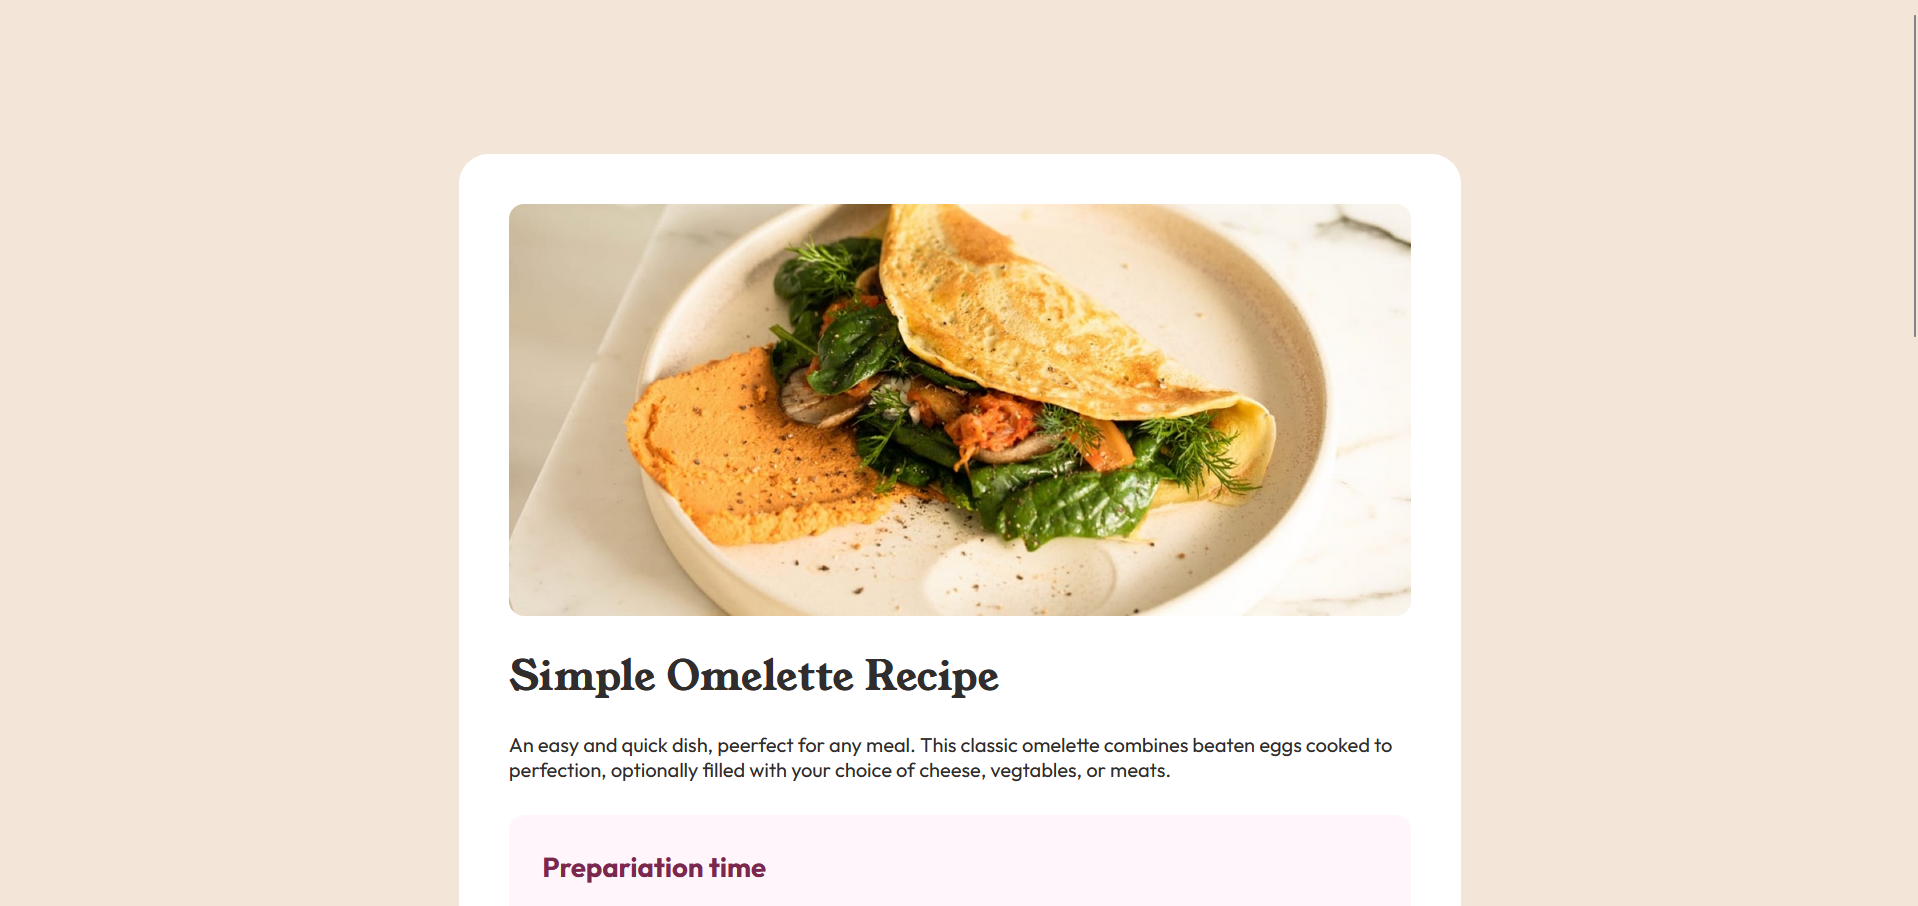 Simple Omelette Recipe
An easy and quick dish, peerfect for any meal. This classic omelette combines beaten eggs cooked to
perfection, optionally filled with your choice of cheese, vegtables, or meats.
Prepariation time